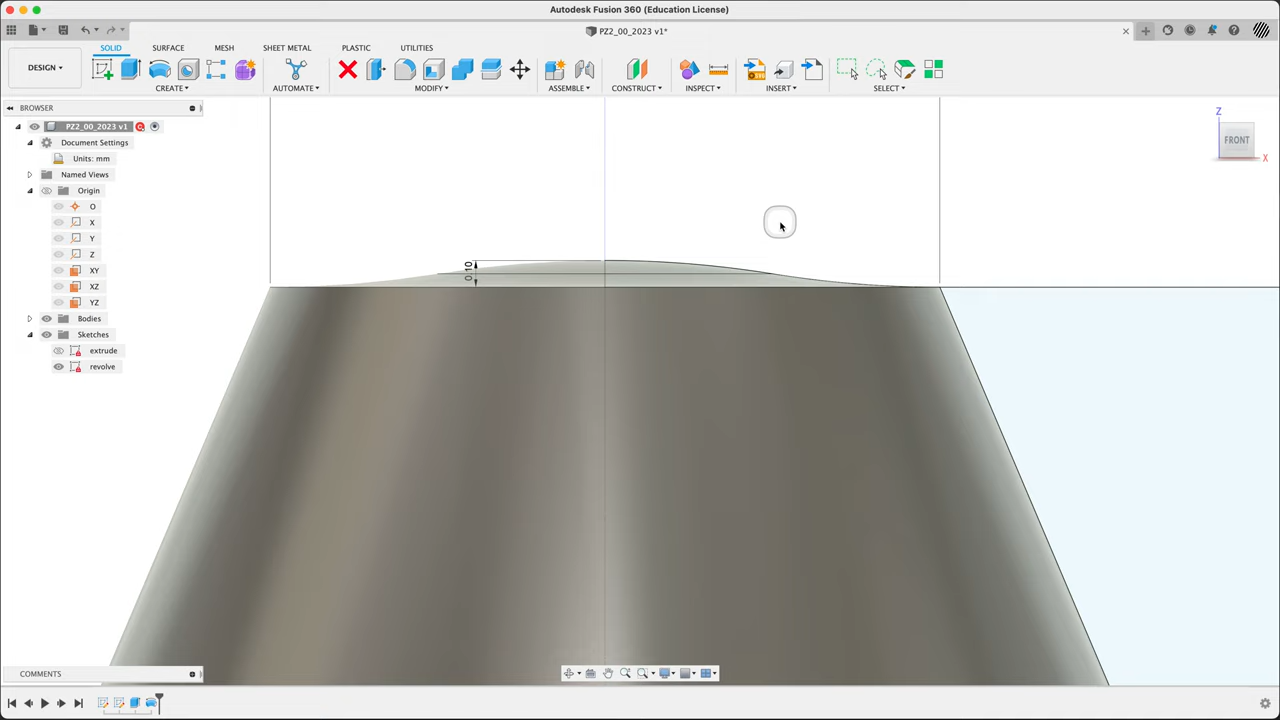 Autodesk Fusion 360 (Education License)
PZ2_00_2023 v1*
DESIGN
SOLID SURFACE MESH SHEET METAL PLASTIC UTILITIES
CREATE AUTOMATE MODIFY ASSEMBLE CONSTRUCT INSPECT INSERT SELECT
BROWSER
PZ2_00_2023 v1
Document Settings
Units: mm
Named Views
Origin
O
X
Y
Z
XY
XZ
YZ
Bodies
Sketches
extrude
revolve
0.10
Z
FRONT
X
COMMENTS